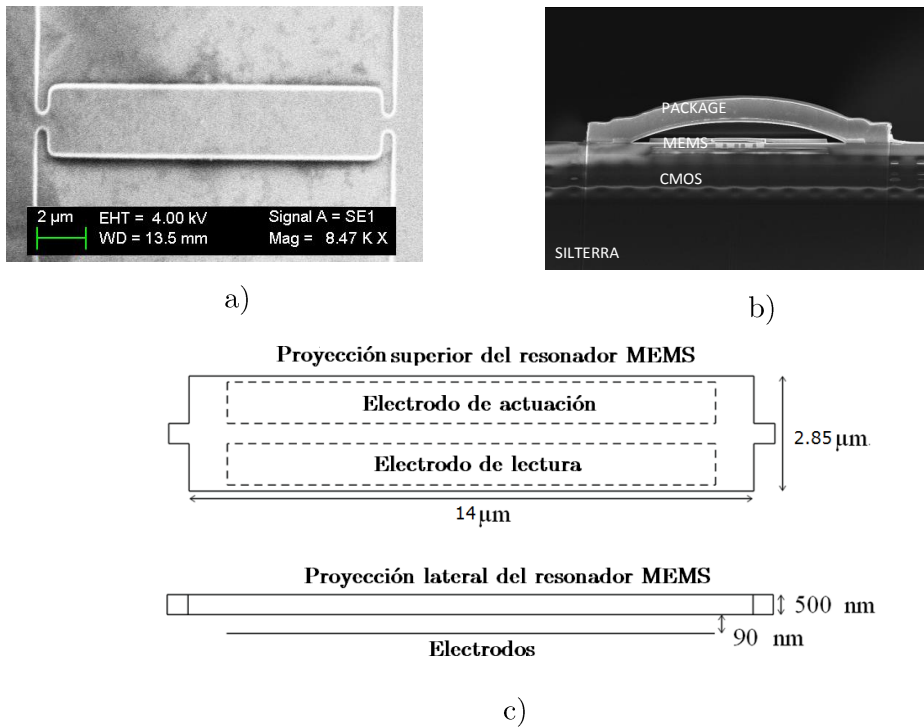 2 µm
EHT = 4.00 kV
Signal A = SE1
WD = 13.5 mm
Mag = 8.47 K X
a)
PACKAGE
MEMS
CMOS
SILTERRA
b)
Proyección superior del resonador MEMS
Electrodo de actuación
Electrodo de lectura
2.85 µm.
14 µm
Proyección lateral del resonador MEMS
500 nm
90 nm
Electrodos
c)